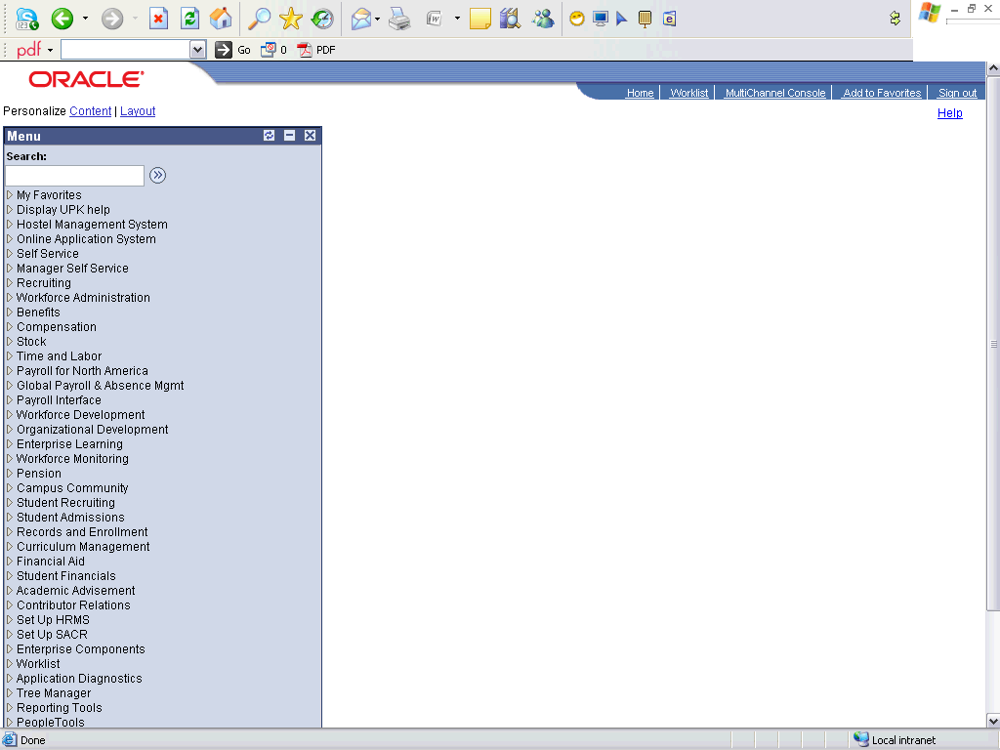 pdf Go 0 PDF
ORACLE
Home Worklist MultiChannel Console Add to Favorites Sign out
Personalize Content | Layout Help
Menu
Search:
My Favorites
Display UPK help
Hostel Management System
Online Application System
Self Service
Manager Self Service
Recruiting
Workforce Administration
Benefits
Compensation
Stock
Time and Labor
Payroll for North America
Global Payroll & Absence Mgmt
Payroll Interface
Workforce Development
Organizational Development
Enterprise Learning
Workforce Monitoring
Pension
Campus Community
Student Recruiting
Student Admissions
Records and Enrollment
Curriculum Management
Financial Aid
Student Financials
Academic Advisement
Contributor Relations
Set Up HRMS
Set Up SACR
Enterprise Components
Worklist
Application Diagnostics
Tree Manager
Reporting Tools
PeopleTools
Done Local intranet